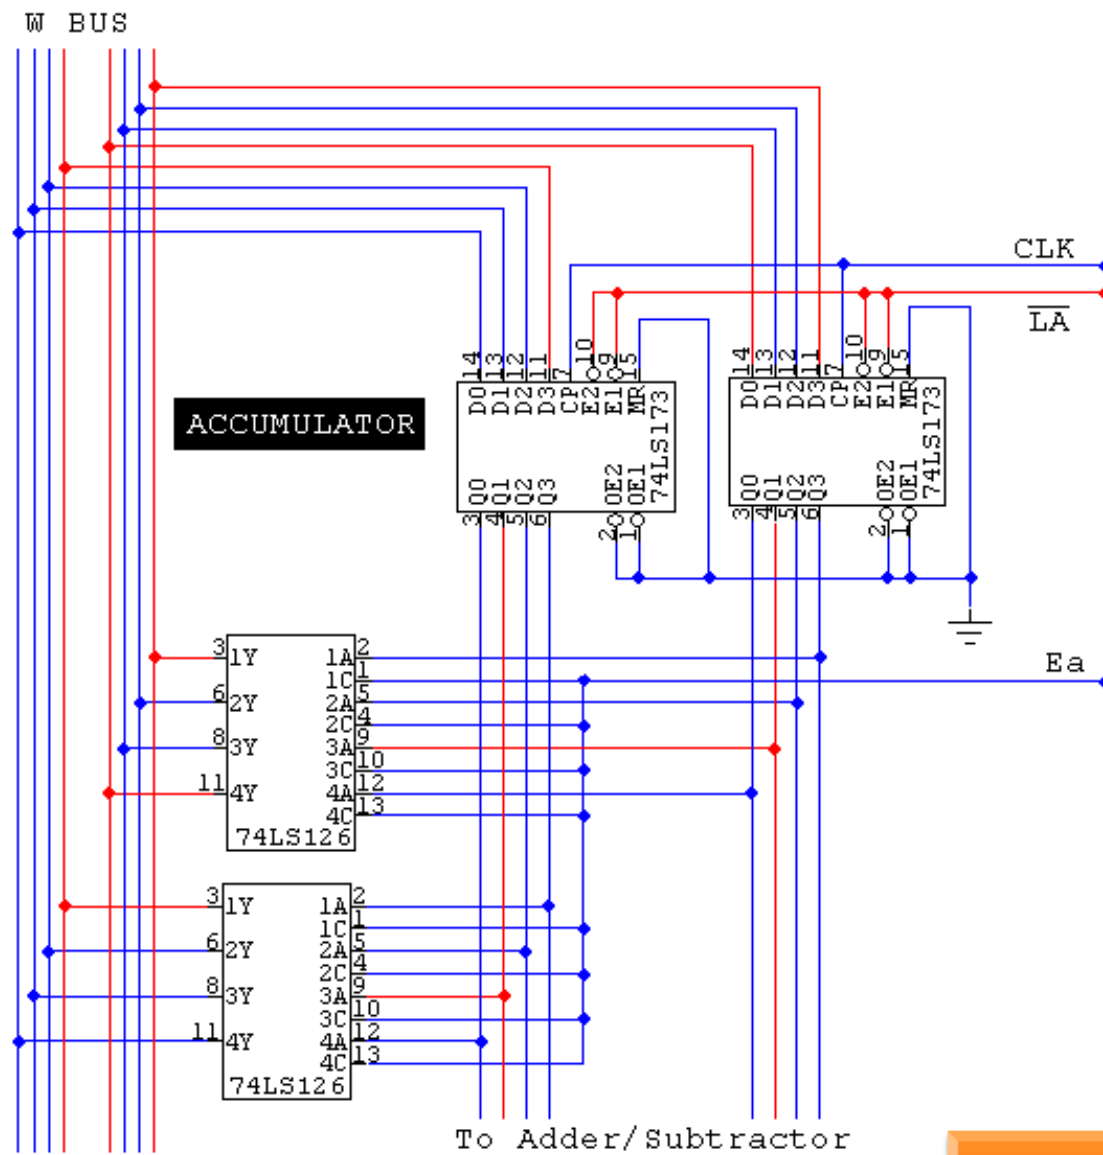 W BUS
CLK
LA
14 13 12 11 7 10 9 15
D0 D1 D2 D3 CP E2 E1 MR
74LS173
Q0 Q1 Q2 Q3 OE2 OE1
3 4 5 6 2 1
14 13 12 11 7 10 9 15
D0 D1 D2 D3 CP E2 E1 MR
74LS173
Q0 Q1 Q2 Q3 OE2 OE1
3 4 5 6 2 1
ACCUMULATOR
Ea
3 1Y 1A 2
1C 1
6 2Y 2A 5
2C 4
8 3Y 3A 9
3C 10
11 4Y 4A 12
4C 13
74LS126
3 1Y 1A 2
1C 1
6 2Y 2A 5
2C 4
8 3Y 3A 9
3C 10
11 4Y 4A 12
4C 13
74LS126
To Adder/Subtractor